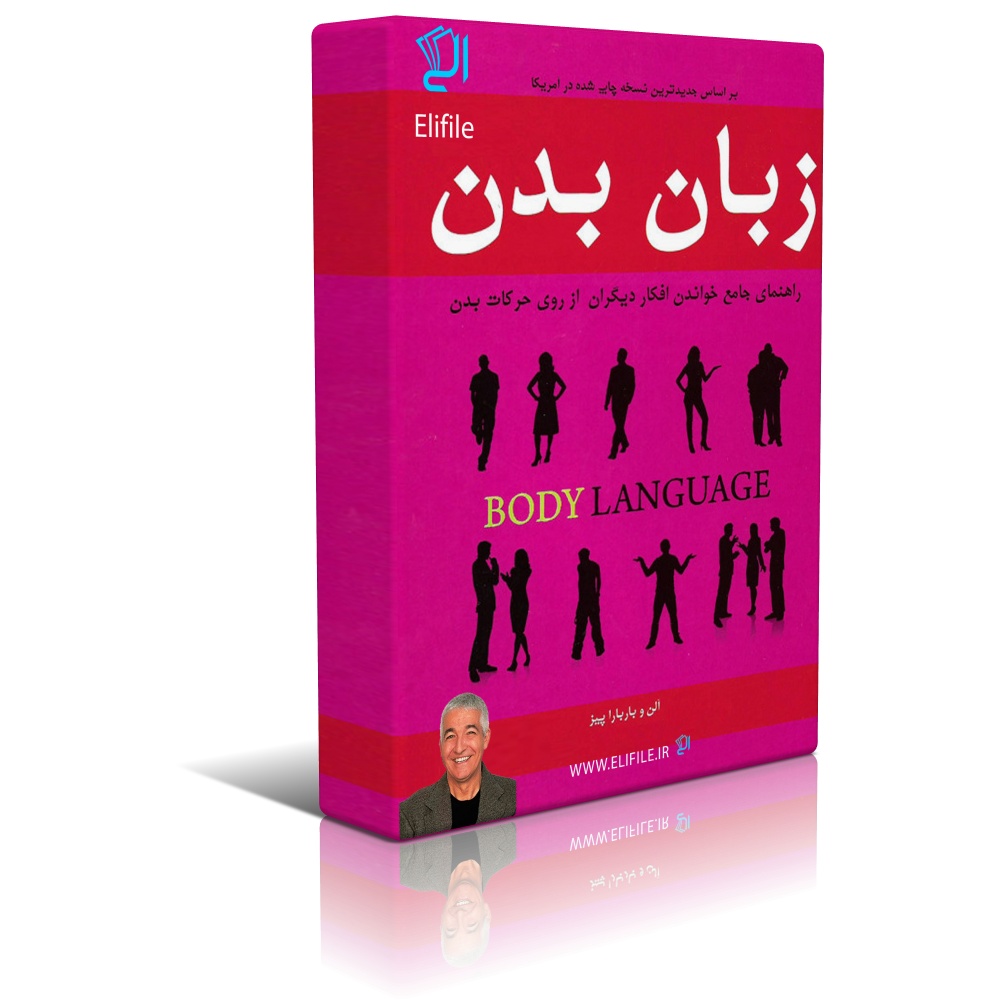 بر اساس جدیدترین نسخه چاپ شده در امریکا
Elifile
زبان بدن
راهنمای جامع خواندن افکار دیگران از روی حرکات بدن
BODY LANGUAGE
آلن و باربارا پیز
WWW.ELIFILE.IR